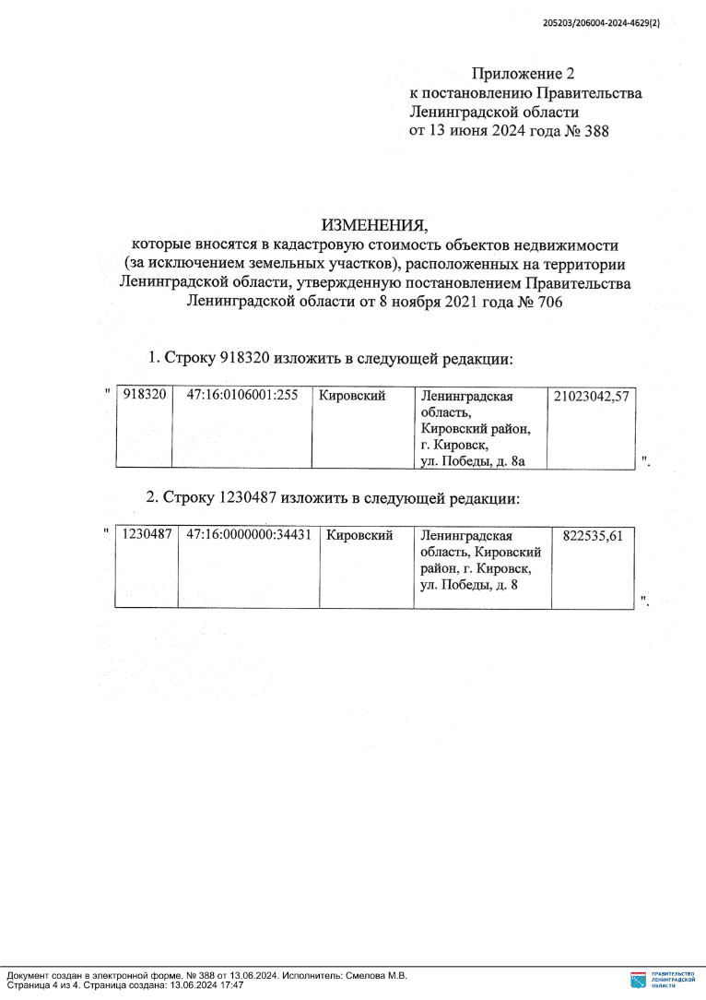 205203/206004-2024-4629(2)
Приложение 2
к постановлению Правительства
Ленинградской области
от 13 июня 2024 года № 388
ИЗМЕНЕНИЯ,
которые вносятся в кадастровую стоимость объектов недвижимости
(за исключением земельных участков), расположенных на территории
Ленинградской области, утвержденную постановлением Правительства
Ленинградской области от 8 ноября 2021 года № 706
1. Строку 918320 изложить в следующей редакции:
" 918320 47:16:0106001:255 Кировский Ленинградская 21023042,57
область,
Кировский район,
г. Кировск,
ул. Победы, д. 8а ".
2. Строку 1230487 изложить в следующей редакции:
" 1230487 47:16:0000000:34431 Кировский Ленинградская 822535,61
область, Кировский
район, г. Кировск,
ул. Победы, д. 8
".
Документ создан в электронной форме. № 388 от 13.06.2024. Исполнитель: Смелова М.В.
Страница 4 из 4. Страница создана: 13.06.2024 17:47
ПРАВИТЕЛЬСТВО
ЛЕНИНГРАДСКОЙ
ОБЛАСТИ